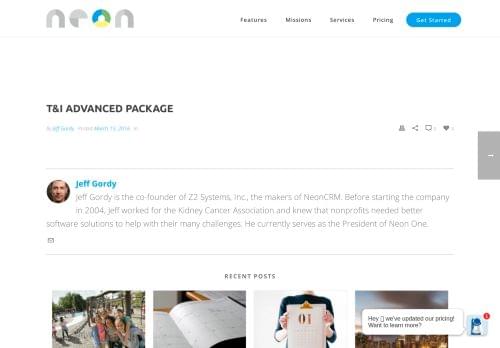 neon
Features Missions Services Pricing Get Started
T&I ADVANCED PACKAGE
By Jeff Gordy Posted March 15, 2016 In
0 0
→
Jeff Gordy
Jeff Gordy is the co-founder of Z2 Systems, Inc., the makers of NeonCRM. Before starting the company
in 2004, Jeff worked for the Kidney Cancer Association and knew that nonprofits needed better
software solutions to help with their many challenges. He currently serves as the President of Neon One.
RECENT POSTS
01
Hey we've updated our pricing!
Want to learn more?
1